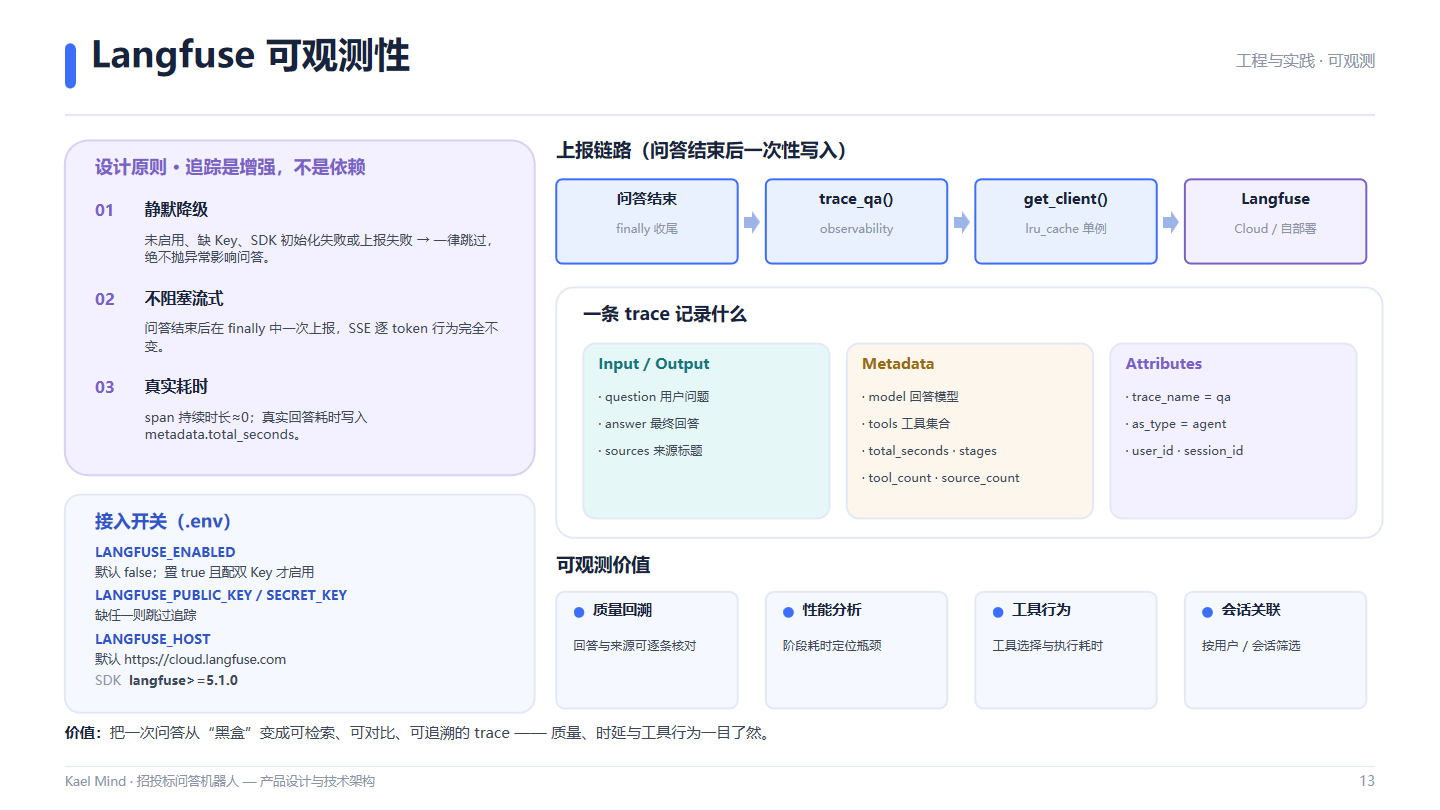 Langfuse 可观测性
工程与实践 · 可观测
设计原则 · 追踪是增强，不是依赖
01 静默降级
未启用、缺 Key、SDK 初始化失败或上报失败 → 一律跳过，
绝不抛异常影响问答。
02 不阻塞流式
问答结束后在 finally 中一次上报，SSE 逐 token 行为完全不
变。
03 真实耗时
span 持续时长≈0；真实回答耗时写入
metadata.total_seconds。
接入开关（.env）
LANGFUSE_ENABLED
默认 false；置 true 且配双 Key 才启用
LANGFUSE_PUBLIC_KEY / SECRET_KEY
缺任一则跳过追踪
LANGFUSE_HOST
默认 https://cloud.langfuse.com
SDK langfuse>=5.1.0
上报链路（问答结束后一次性写入）
问答结束
finally 收尾
trace_qa()
observability
get_client()
lru_cache 单例
Langfuse
Cloud / 自部署
一条 trace 记录什么
Input / Output
· question 用户问题
· answer 最终回答
· sources 来源标题
Metadata
· model 回答模型
· tools 工具集合
· total_seconds · stages
· tool_count · source_count
Attributes
· trace_name = qa
· as_type = agent
· user_id · session_id
可观测价值
质量回溯
回答与来源可逐条核对
性能分析
阶段耗时定位瓶颈
工具行为
工具选择与执行耗时
会话关联
按用户 / 会话筛选
价值：把一次问答从“黑盒”变成可检索、可对比、可追溯的 trace —— 质量、时延与工具行为一目了然。
Kael Mind · 招投标问答机器人 — 产品设计与技术架构
13